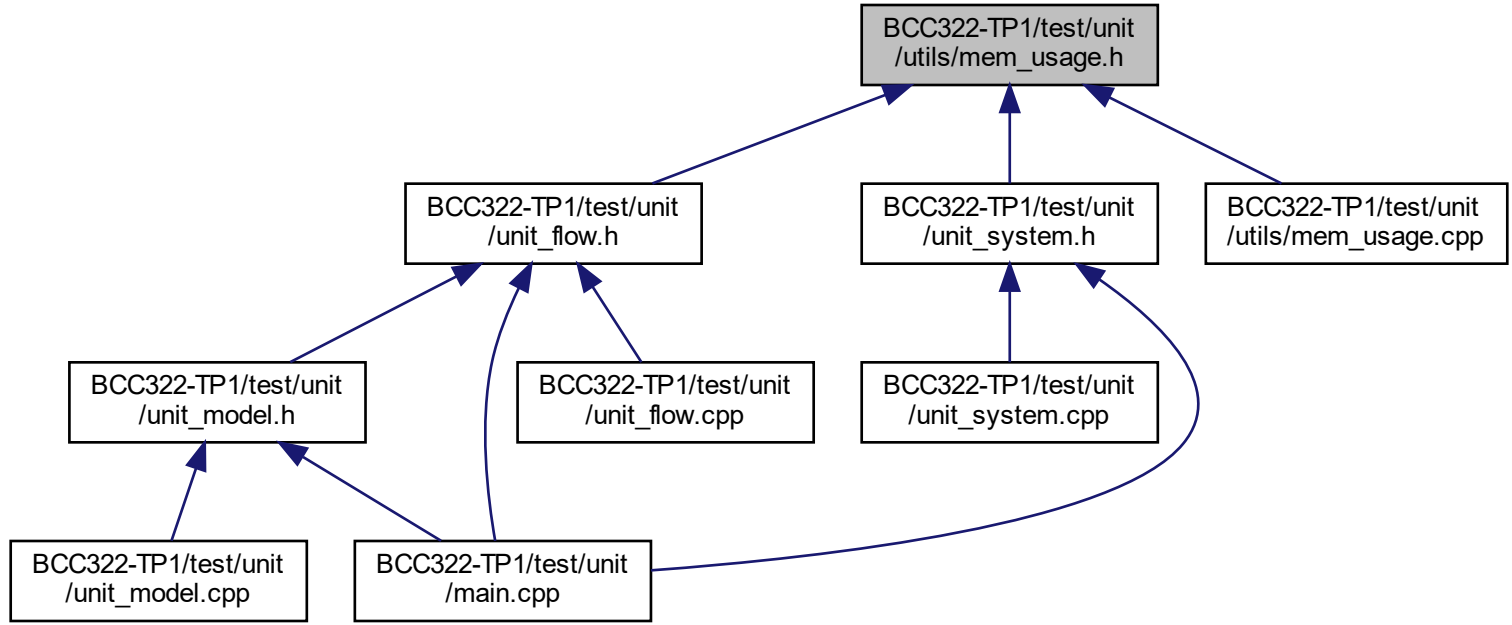 BCC322-TP1/test/unit
/utils/mem_usage.h
BCC322-TP1/test/unit
/unit_flow.h
BCC322-TP1/test/unit
/unit_system.h
BCC322-TP1/test/unit
/utils/mem_usage.cpp
BCC322-TP1/test/unit
/unit_model.h
BCC322-TP1/test/unit
/unit_flow.cpp
BCC322-TP1/test/unit
/unit_system.cpp
BCC322-TP1/test/unit
/unit_model.cpp
BCC322-TP1/test/unit
/main.cpp